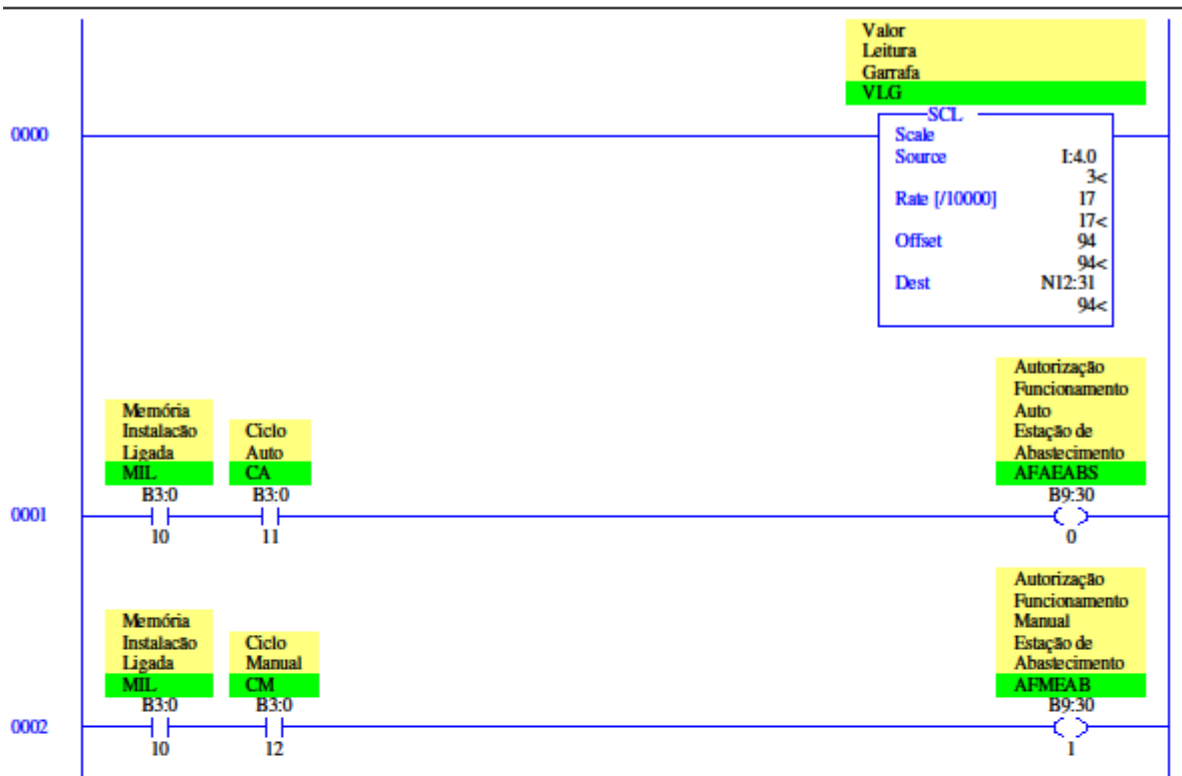 Valor
Leitura
Garrafa
VLG
SCL
0000
Scale
Source I:4.0
3<
Rate [/10000] 17
17<
Offset 94
94<
Dest N12:31
94<
Autorização
Funcionamento
Auto
Estação de
Abastecimento
AFAEABS
B9:30
0
Memória
Instalacão
Ligada
MIL
B3:0
10
Ciclo
Auto
CA
B3:0
11
0001
Autorização
Funcionamento
Manual
Estação de
Abastecimento
AFMEAB
B9:30
1
Memória
Instalacão
Ligada
MIL
B3:0
10
Ciclo
Manual
CM
B3:0
12
0002